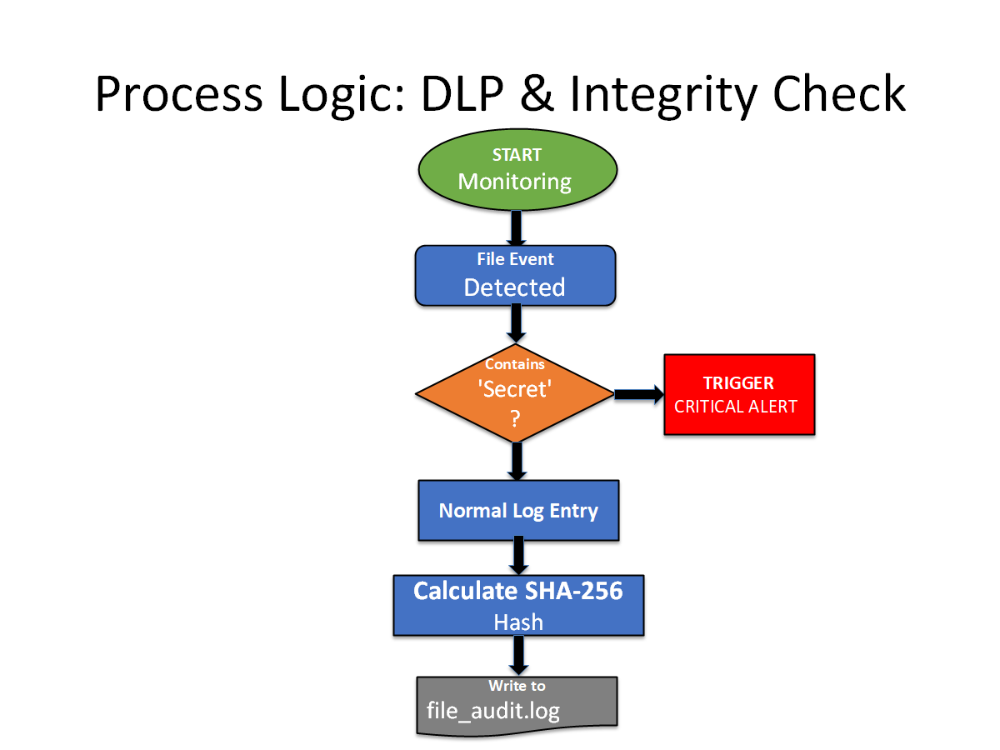 Process Logic: DLP & Integrity Check
START
Monitoring
File Event
Detected
Contains
'Secret'
?
TRIGGER
CRITICAL ALERT
Normal Log Entry
Calculate SHA-256
Hash
Write to
file_audit.log